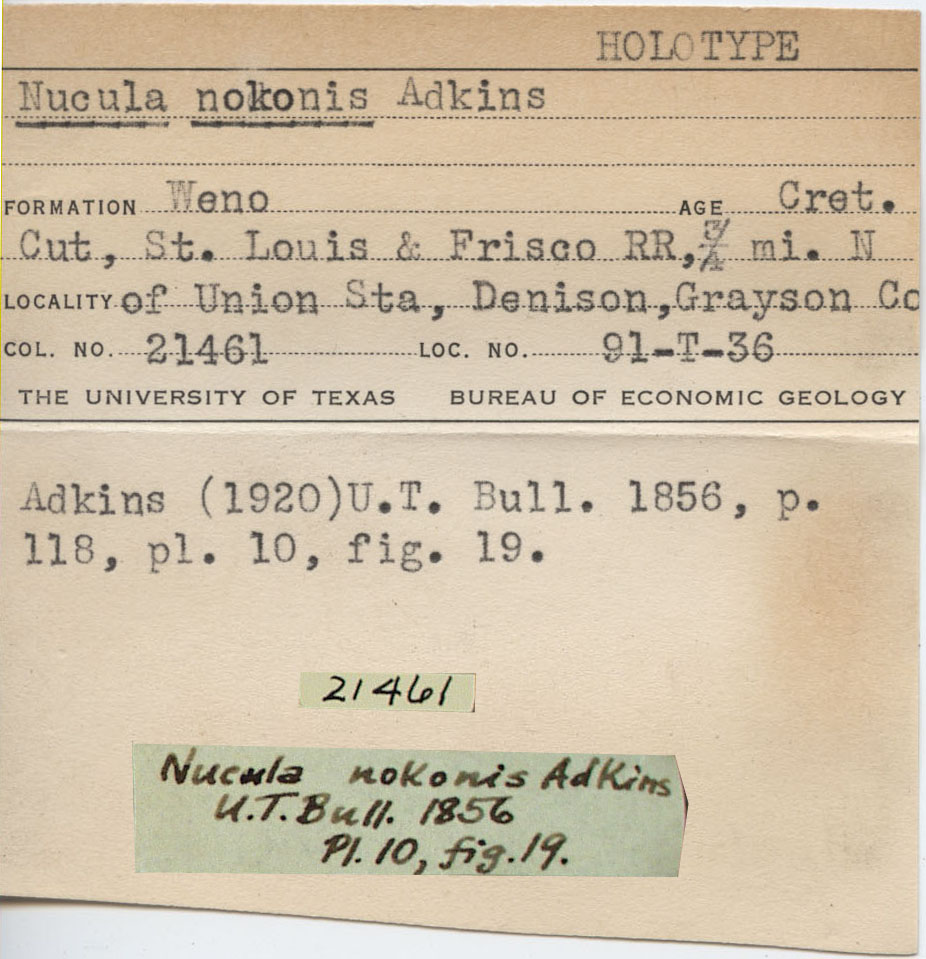 HOLOTYPE
Nucula nokonis Adkins
FORMATION Weno AGE Cret.
Cut, St. Louis & Frisco RR, 3/4 mi. N
LOCALITY of Union Sta, Denison, Grayson Co
COL. NO. 21461 LOC. NO. 91-T-36
THE UNIVERSITY OF TEXAS BUREAU OF ECONOMIC GEOLOGY
Adkins (1920)U.T. Bull. 1856, p.
118, pl. 10, fig. 19.
21461
Nucula nokonis Adkins
U.T. Bull. 1856
Pl. 10, fig. 19.